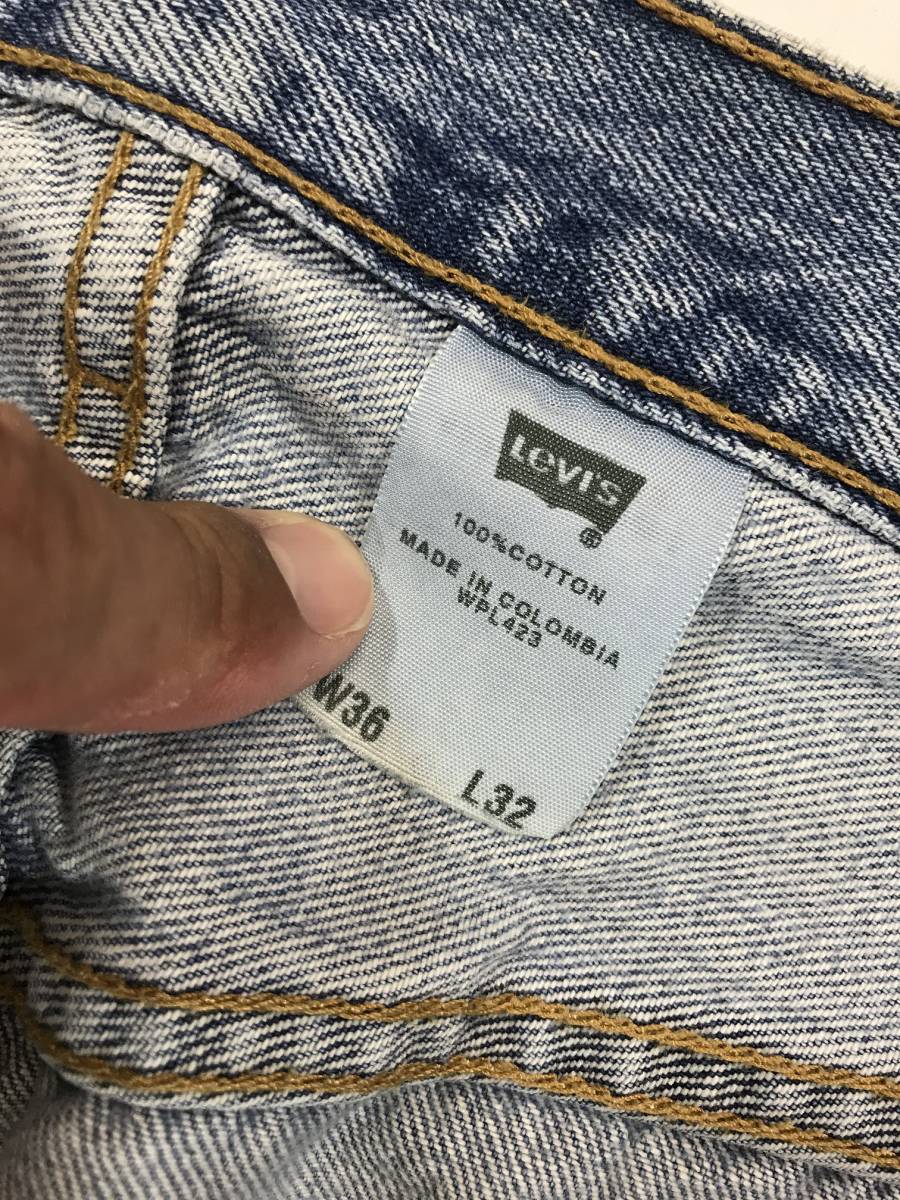 LEVI'S
®
100%COTTON
MADE IN COLOMBIA
WPL423
W36
L32